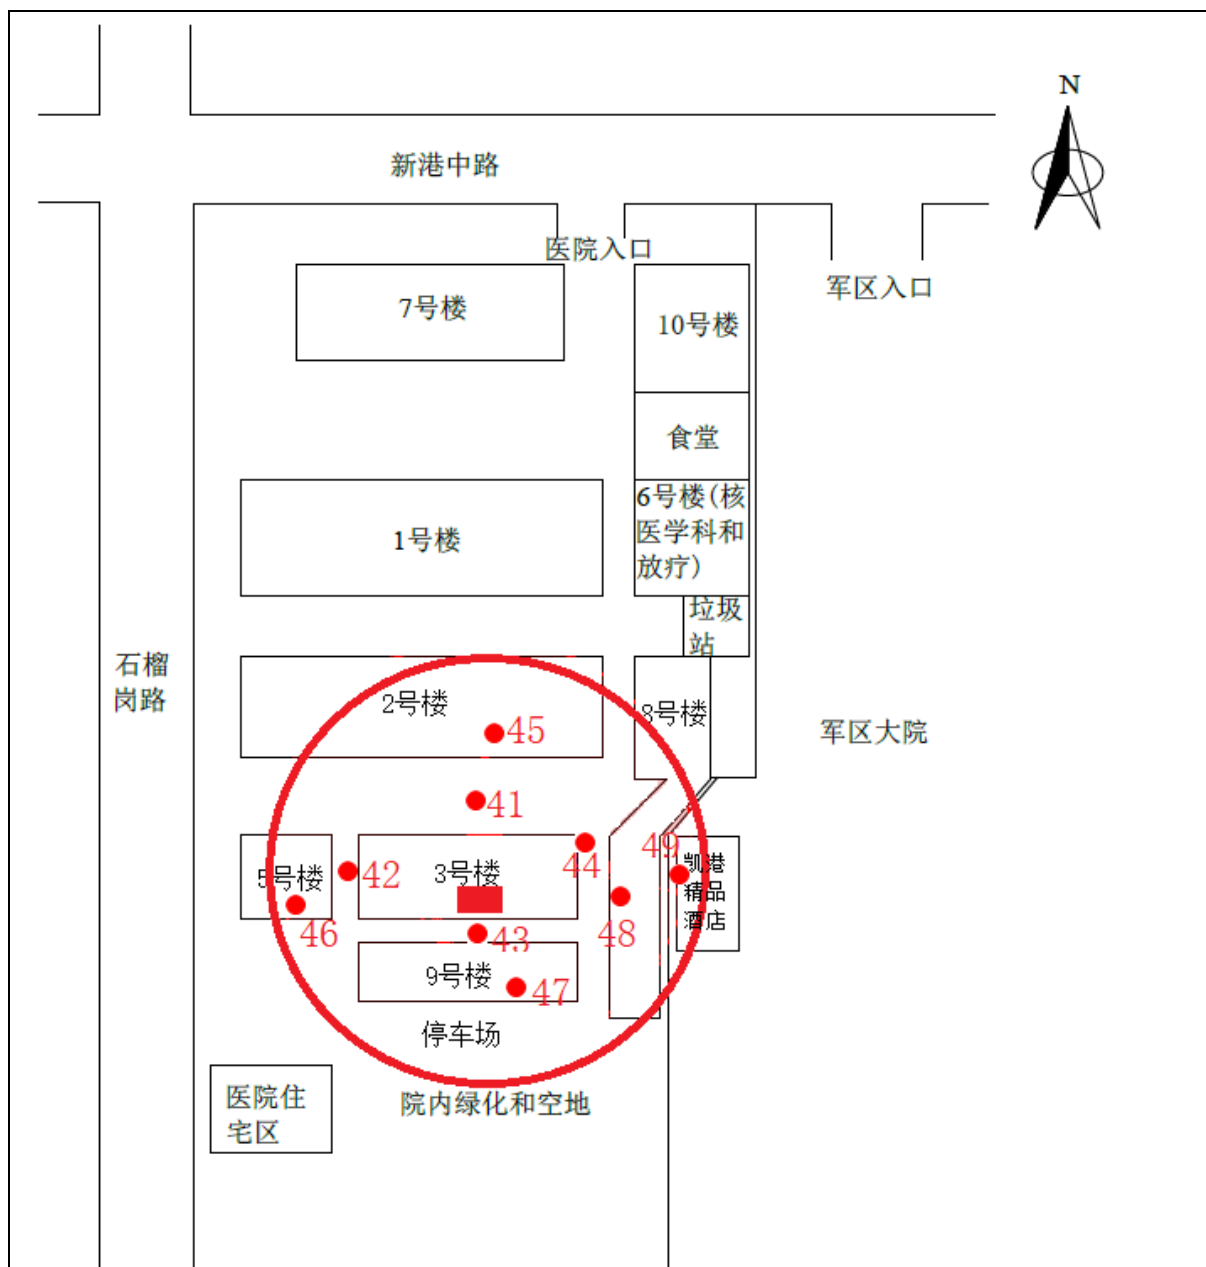 N
新港中路
医院入口
军区入口
7号楼
10号楼
食堂
6号楼(核
医学科和
放疗)
1号楼
垃圾
站
石榴
岗路
2号楼
8号楼
45
军区大院
41
44
49
5号楼
42
3号楼
凯港
精品
酒店
46
43
48
9号楼
47
停车场
医院住
宅区
院内绿化和空地